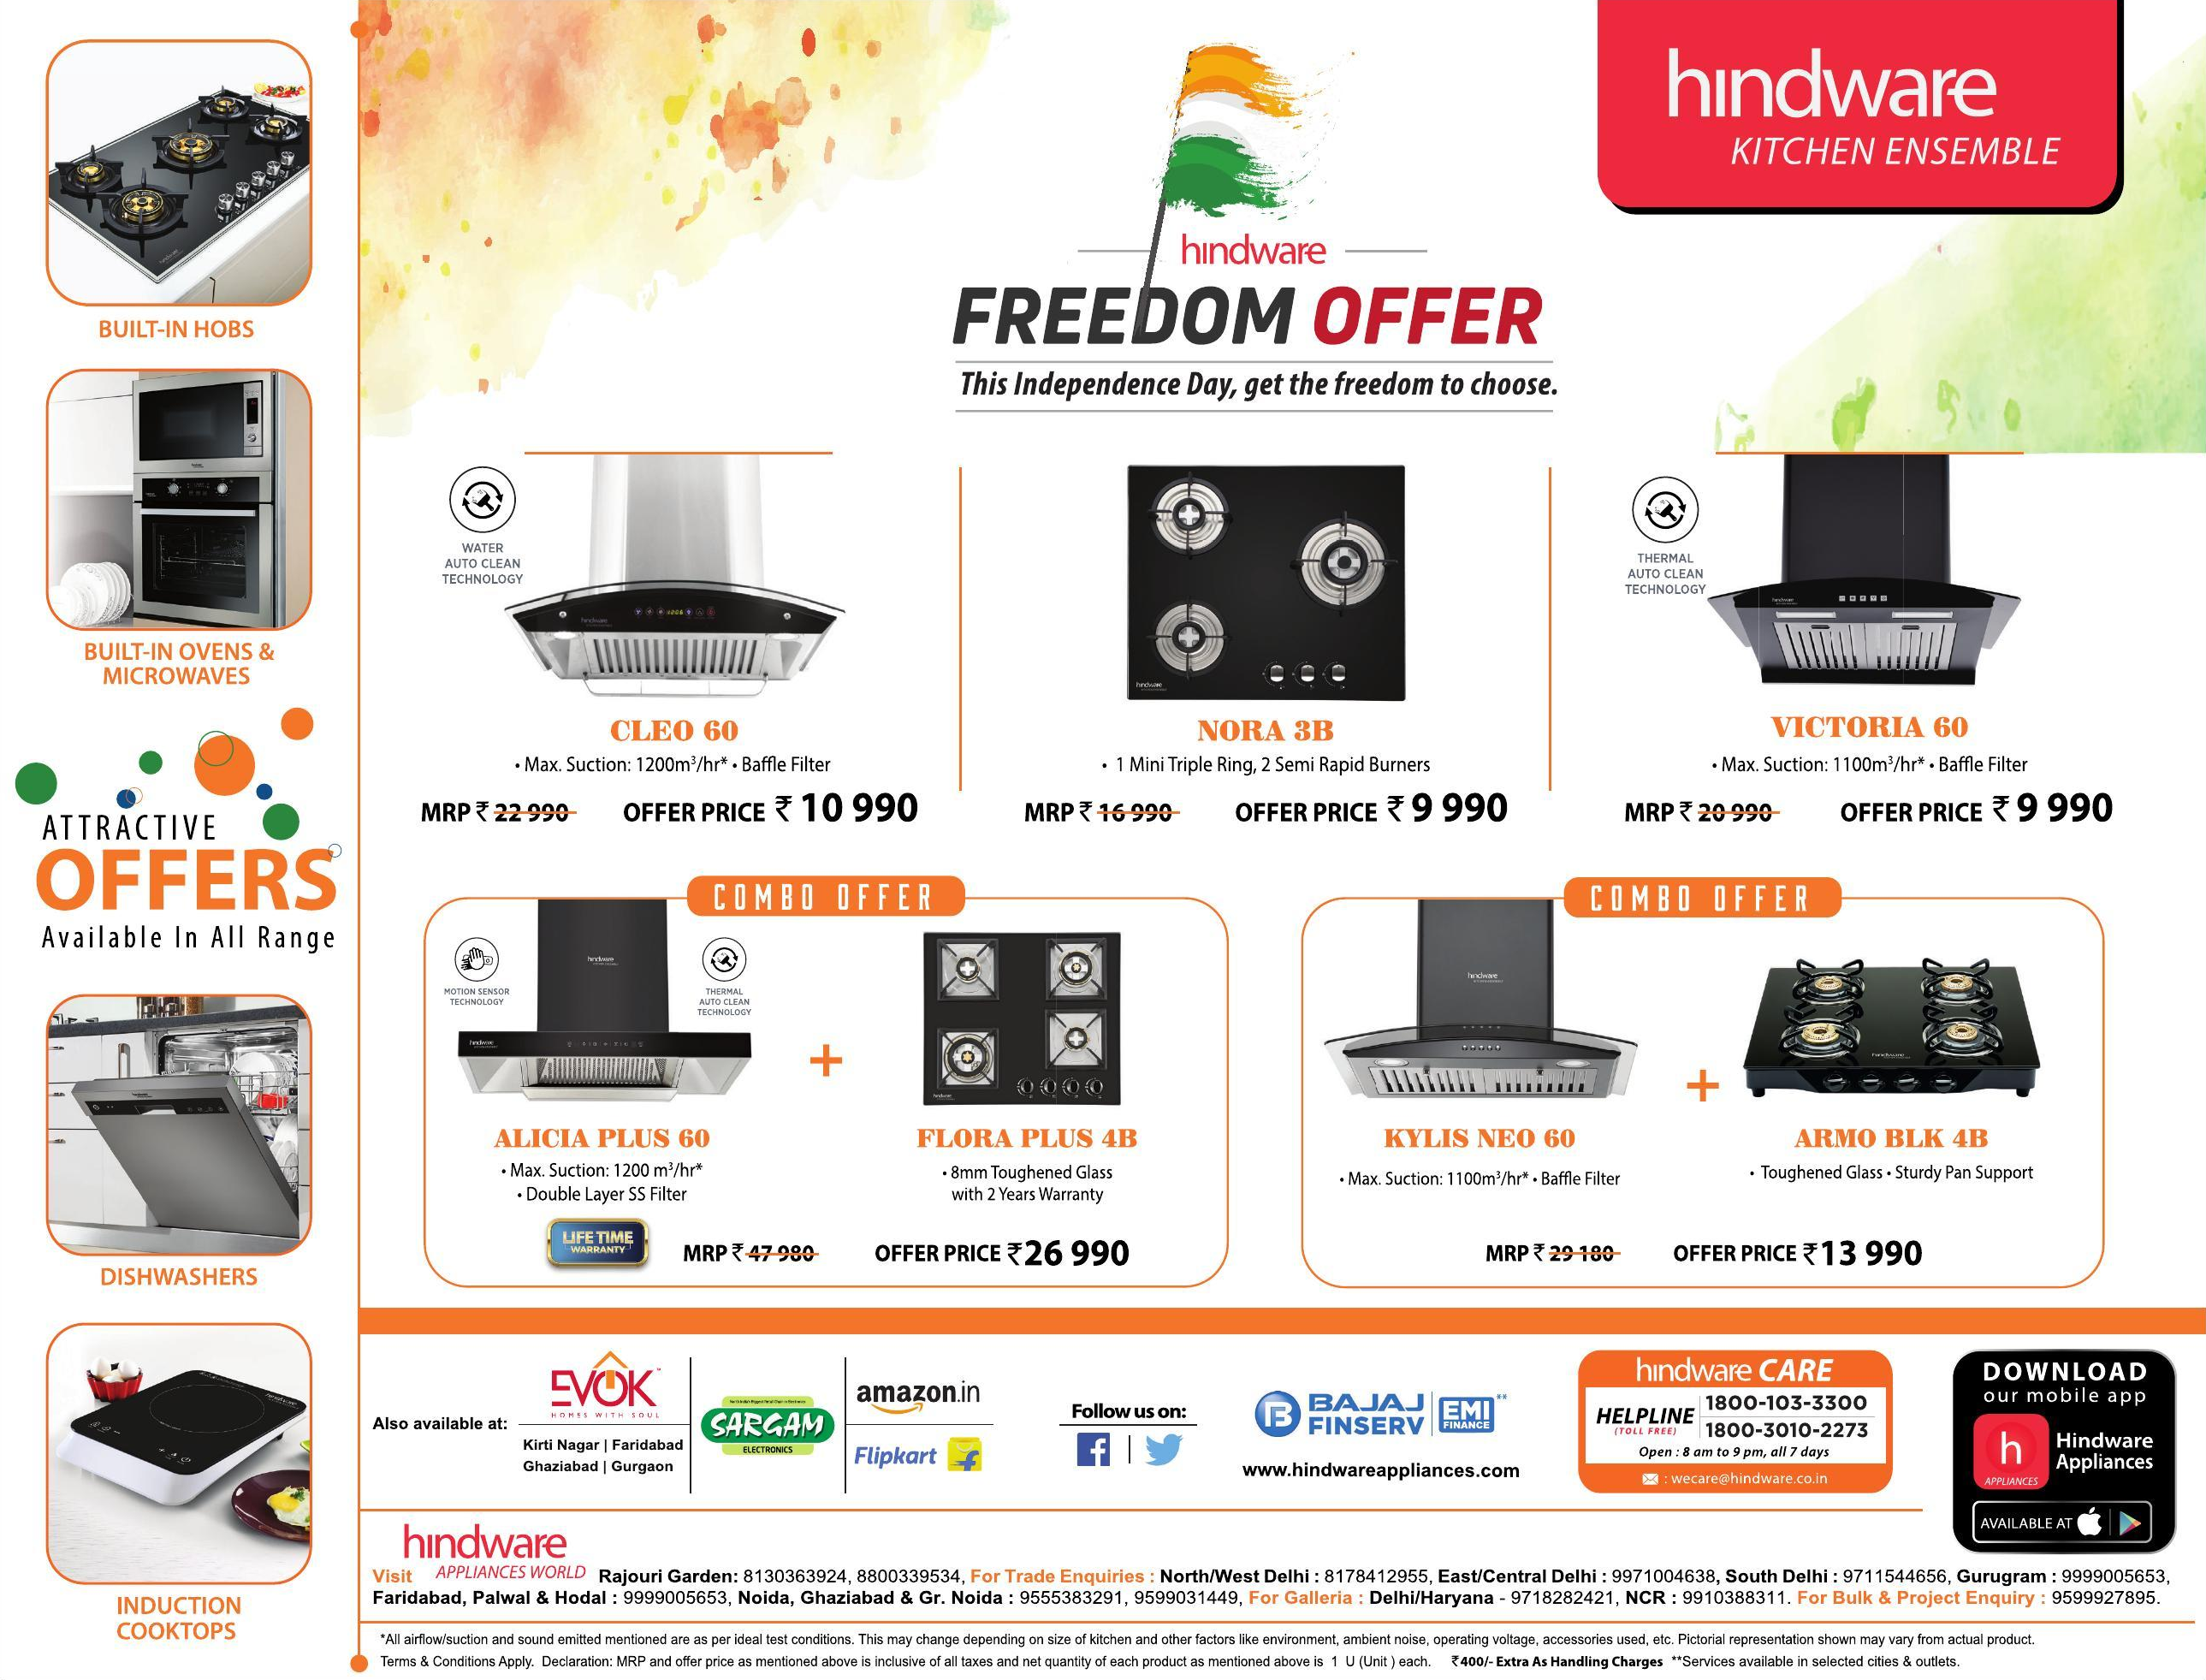 hindware
KITCHEN ENSEMBLE
hindware
FREEDOM OFFER
This Independence Day, get the freedom to choose.
BUILT-IN HOBS
BUILT-IN OVENS &
MICROWAVES
ATTRACTIVE
OFFERS
Available In All Range
DISHWASHERS
INDUCTION
COOKTOPS
WATER
AUTO CLEAN
TECHNOLOGY
CLEO 60
• Max. Suction: 1200m³/hr* • Baffle Filter
MRP ₹ 22 990 OFFER PRICE ₹ 10 990
hindware
NORA 3B
• 1 Mini Triple Ring, 2 Semi Rapid Burners
MRP ₹ 16 990 OFFER PRICE ₹ 9 990
THERMAL
AUTO CLEAN
TECHNOLOGY
VICTORIA 60
• Max. Suction: 1100m³/hr* • Baffle Filter
MRP ₹ 20 990 OFFER PRICE ₹ 9 990
COMBO OFFER
MOTION SENSOR
TECHNOLOGY
hindware
THERMAL
AUTO CLEAN
TECHNOLOGY
hindware
+
ALICIA PLUS 60
• Max. Suction: 1200 m³/hr*
• Double Layer SS Filter
FLORA PLUS 4B
• 8mm Toughened Glass
with 2 Years Warranty
LIFE TIME
WARRANTY
MRP ₹ 47 980 OFFER PRICE ₹ 26 990
COMBO OFFER
hindware
+
hindware
KYLIS NEO 60
• Max. Suction: 1100m³/hr* • Baffle Filter
ARMO BLK 4B
• Toughened Glass • Sturdy Pan Support
MRP ₹ 29 180 OFFER PRICE ₹ 13 990
Also available at:
EVOK™
HOMES WITH SOUL
Kirti Nagar | Faridabad
Ghaziabad | Gurgaon
SARGAM
ELECTRONICS
amazon.in
Flipkart
Follow us on:
BAJAJ
FINSERV
EMI**
FINANCE
www.hindwareappliances.com
hindware CARE
HELPLINE
(TOLL FREE)
1800-103-3300
1800-3010-2273
Open : 8 am to 9 pm, all 7 days
: wecare@hindware.co.in
DOWNLOAD
our mobile app
h
APPLIANCES
Hindware
Appliances
AVAILABLE AT
hindware
APPLIANCES WORLD
Visit Rajouri Garden: 8130363924, 8800339534, For Trade Enquiries : North/West Delhi : 8178412955, East/Central Delhi : 9971004638, South Delhi : 9711544656, Gurugram : 9999005653,
Faridabad, Palwal & Hodal : 9999005653, Noida, Ghaziabad & Gr. Noida : 9555383291, 9599031449, For Galleria : Delhi/Haryana - 9718282421, NCR : 9910388311. For Bulk & Project Enquiry : 9599927895.
*All airflow/suction and sound emitted mentioned are as per ideal test conditions. This may change depending on size of kitchen and other factors like environment, ambient noise, operating voltage, accessories used, etc. Pictorial representation shown may vary from actual product.
Terms & Conditions Apply. Declaration: MRP and offer price as mentioned above is inclusive of all taxes and net quantity of each product as mentioned above is 1 U (Unit ) each. ₹400/- Extra As Handling Charges **Services available in selected cities & outlets.